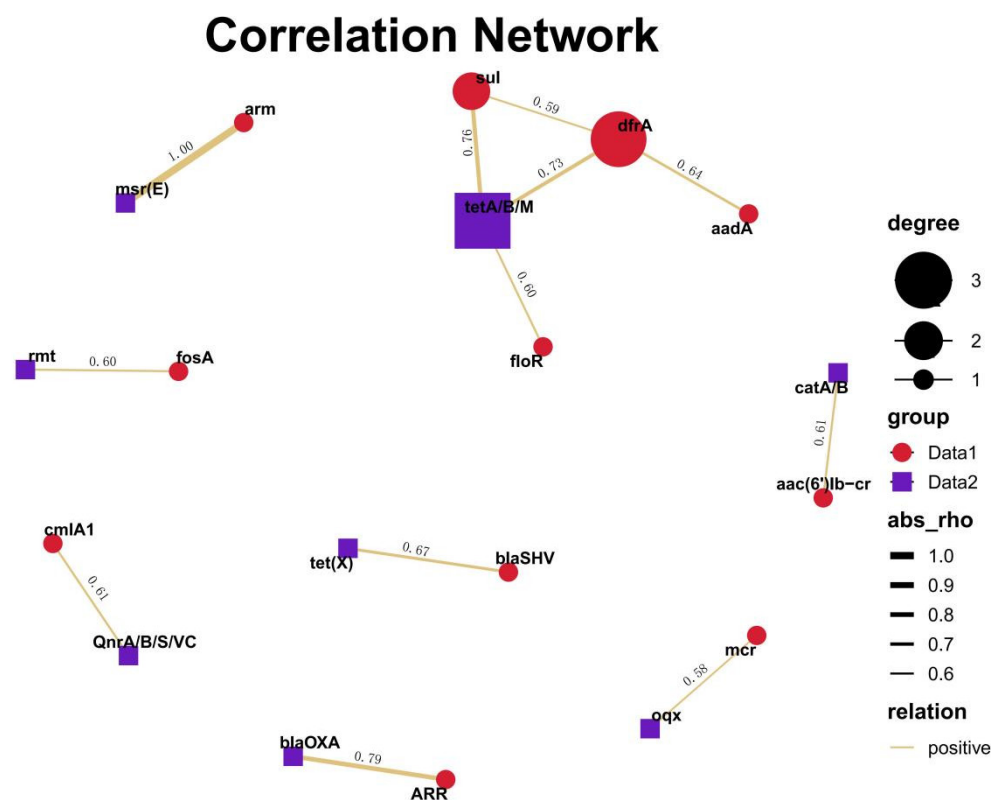 Correlation Network
sul
arm
0.59
dfrA
0.76
1.00
0.73
0.64
msr(E)
tetA/B/M
aadA
degree
3
0.60
2
rmt
0.60
fosA
floR
1
catA/B
group
0.61
Data1
aac(6')Ib−cr
Data2
abs_rho
cmlA1
0.67
blaSHV
tet(X)
1.0
0.61
0.9
0.8
QnrA/B/S/VC
mcr
0.7
0.58
0.6
oqx
relation
blaOXA
0.79
positive
ARR